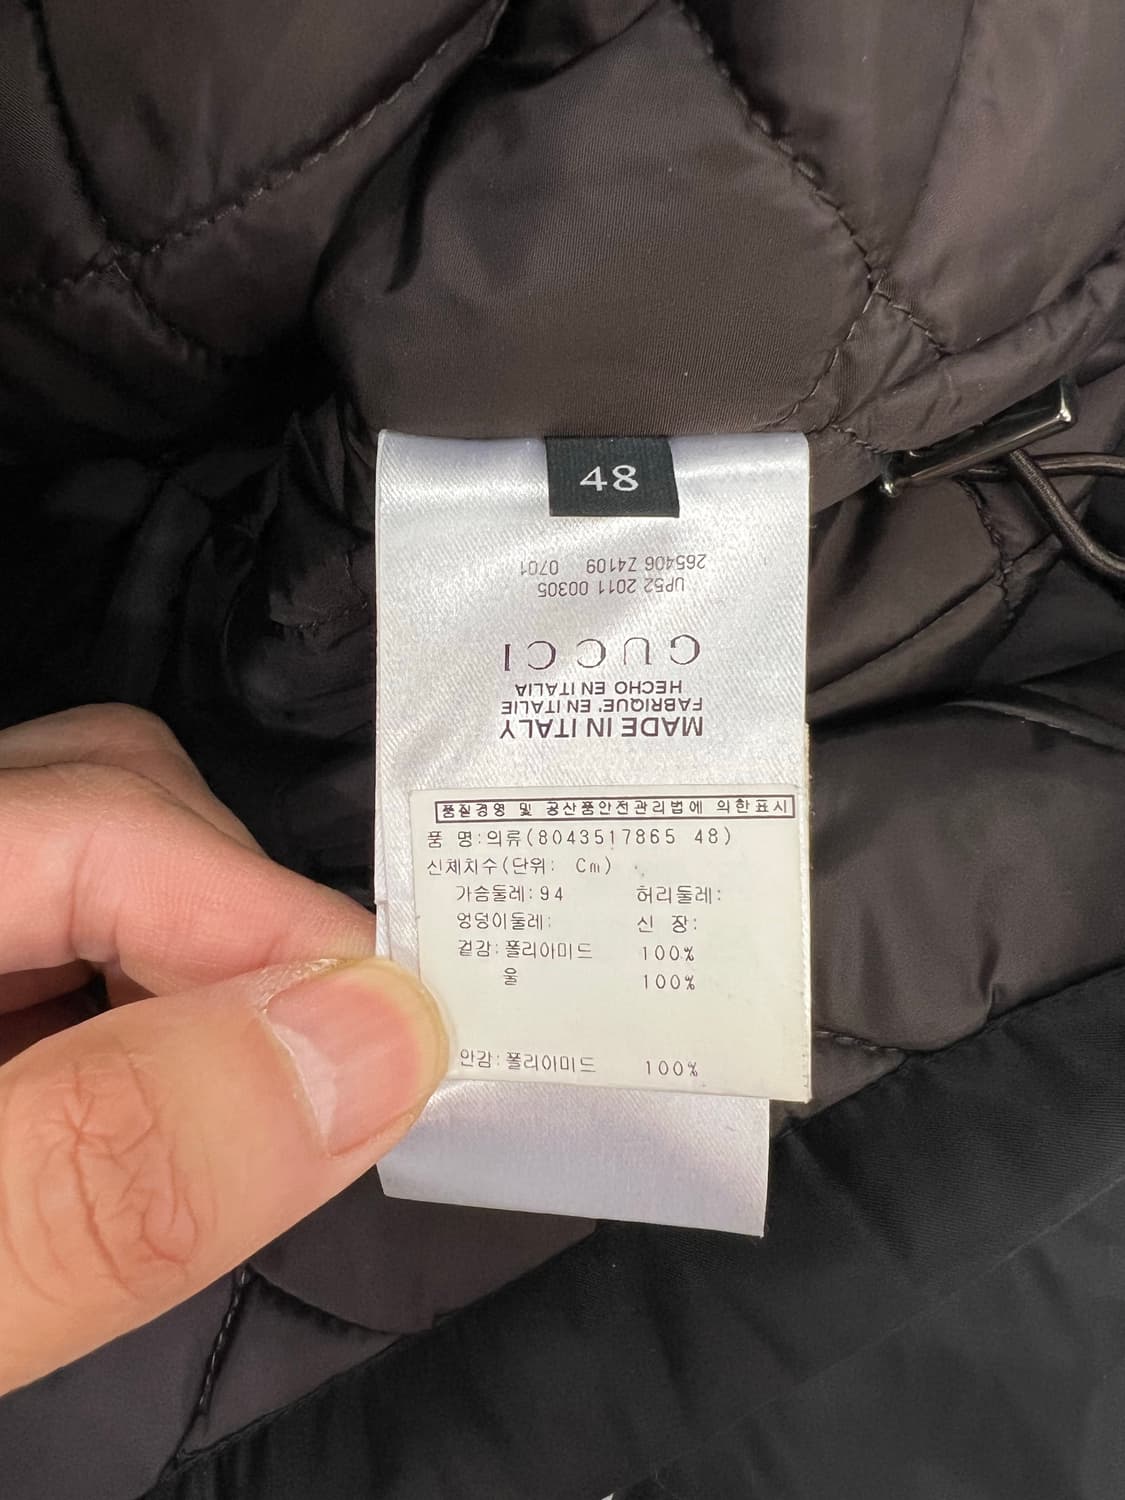 48
265406 Z4109 0701
UP52 2011 00305
GUCCI
HECHO EN ITALIA
FABRIQUE' EN ITALIE
MADE IN ITALY
품질경영 및 공산품안전관리법에 의한표시
품 명:의류(8043517865 48)
신체치수(단위: Cm)
가슴둘레:94 허리둘레:
엉덩이둘레: 신 장:
겉감:폴리아미드 100%
울 100%
안감:폴리아미드 100%